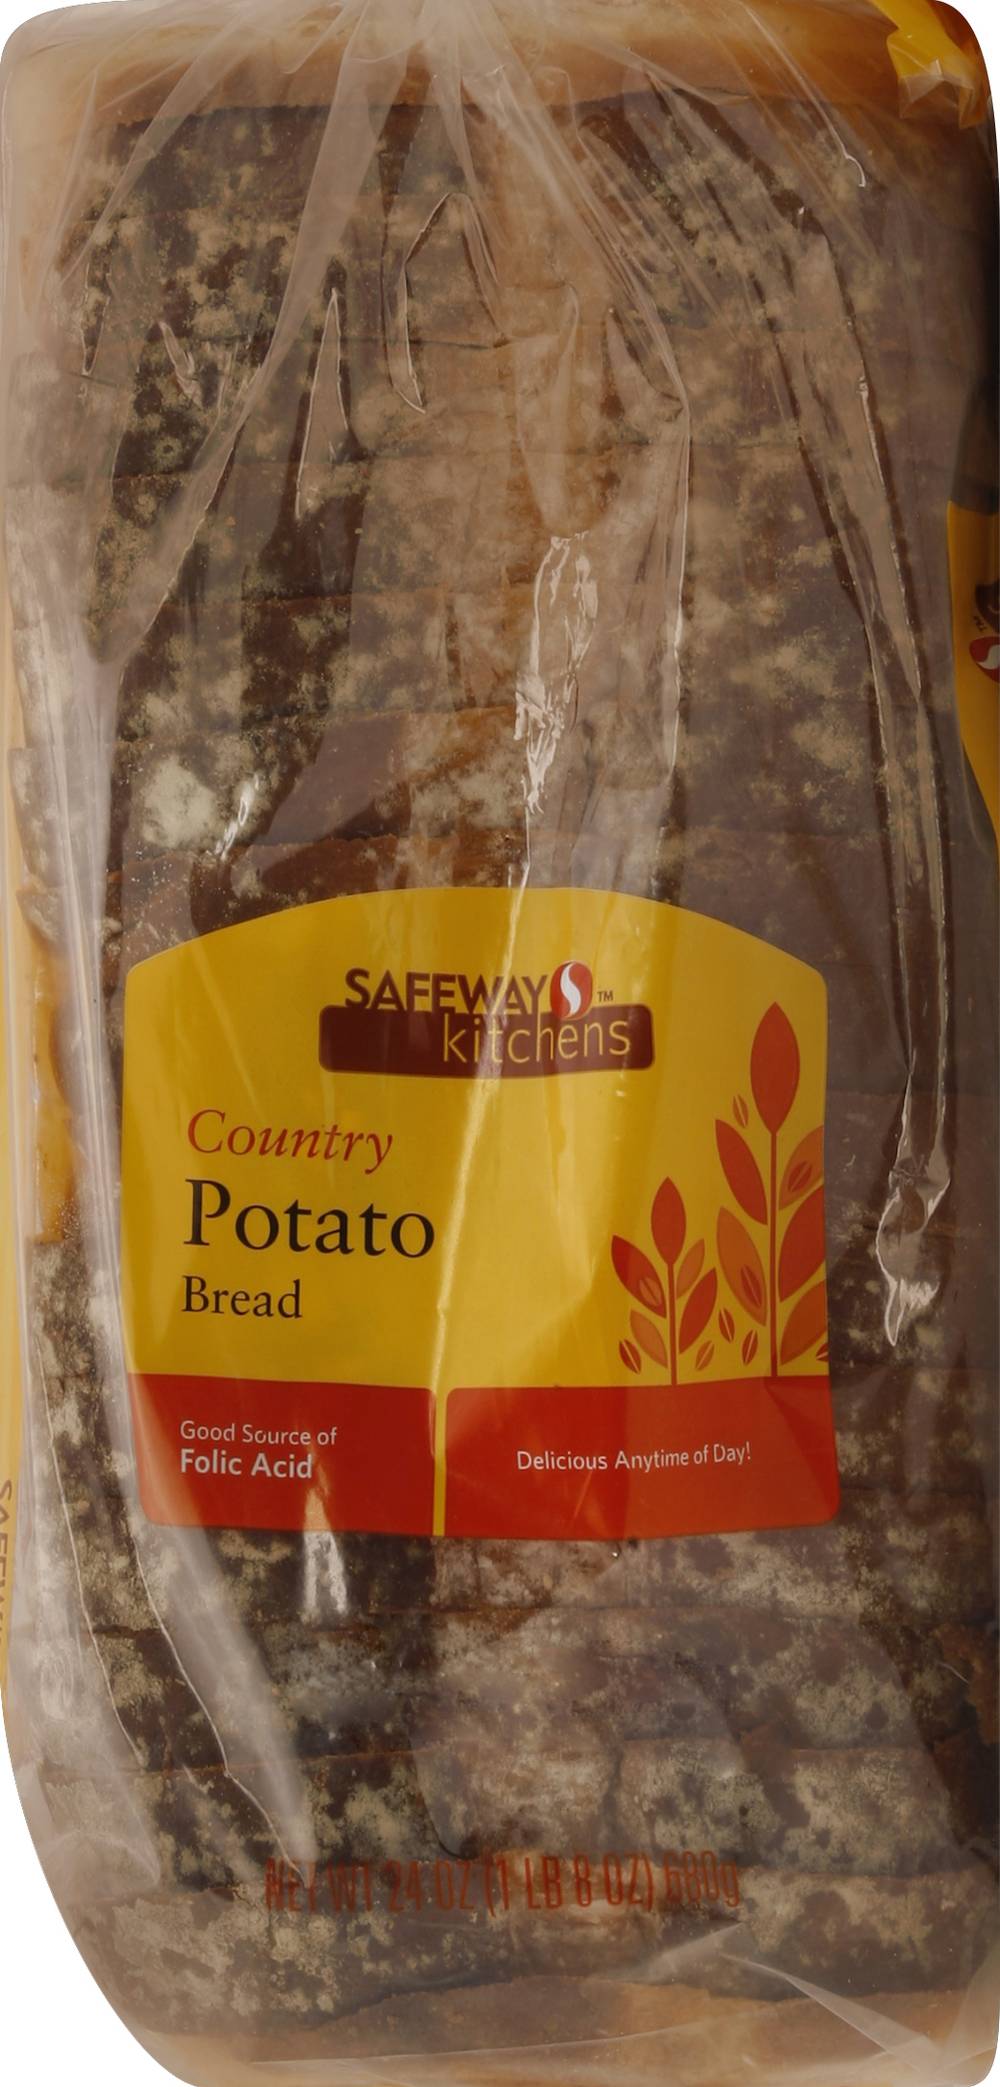 SAFEWAY TM
kitchens
Country
Potato
Bread
Good Source of
Folic Acid
Delicious Anytime of Day!
NET WT 24 OZ (1 LB 8 OZ) 680g